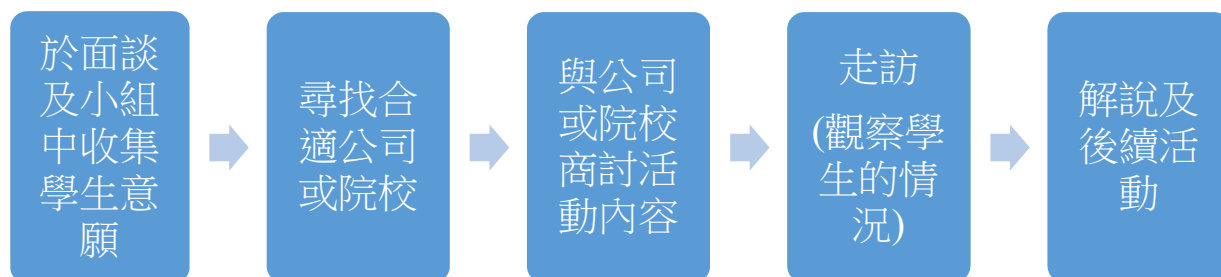 於面談
及小組
中收集
學生意
願
尋找合
適公司
或院校
與公司
或院校
商討活
動內容
走訪
(觀察學
生的情
況)
解說及
後續活
動